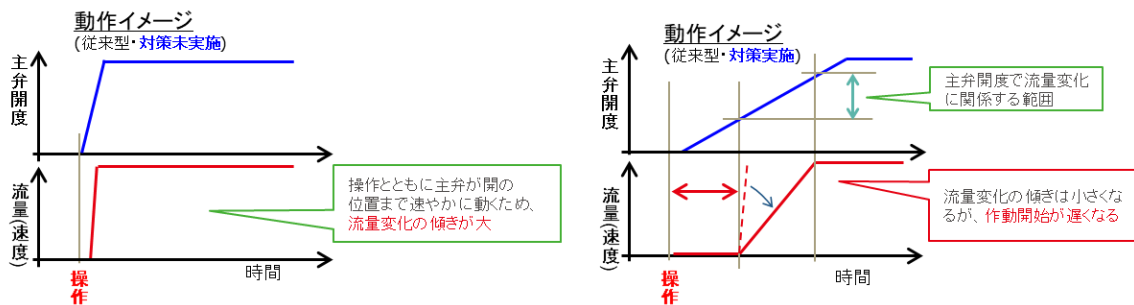 動作イメージ
(従来型・対策未実施)
主弁開度
流量(速度)
操作
時間
操作とともに主弁が開の
位置まで速やかに動くため、
流量変化の傾きが大
動作イメージ
(従来型・対策実施)
主弁開度
主弁開度で流量変化
に関係する範囲
流量(速度)
操作
時間
流量変化の傾きは小さくな
るが、作動開始が遅くなる